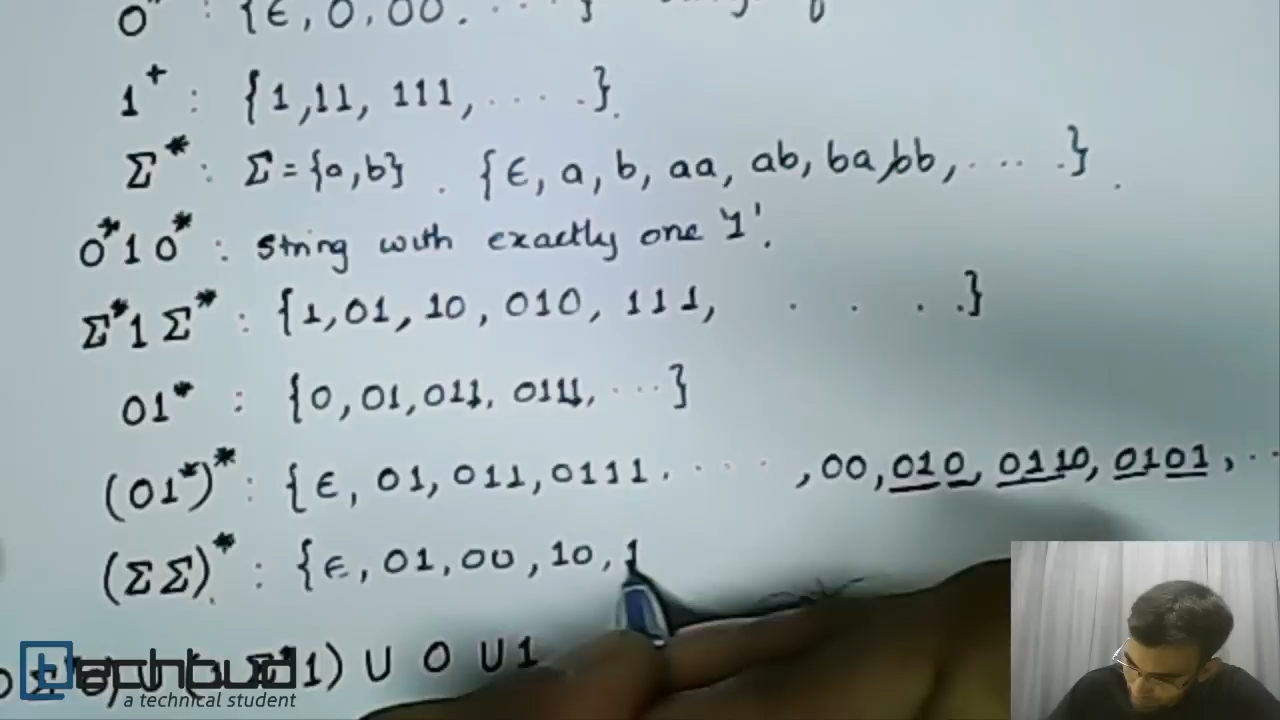 0* : {ϵ, 0, 00. ... }
1⁺ : {1, 11, 111, .... .}.
Σ* : Σ = {a, b} . {ϵ, a, b, aa, ab, ba, bb, .... .} .
0*10* : string with exactly one '1'.
Σ*1Σ* : {1, 01, 10, 010, 111, . . . .}
01* : {0, 01, 011, 0111, ...}
(01*)* : {ϵ, 01, 011, 0111. .... , 00, 010, 0110, 0101, ..
(ΣΣ)* : {ϵ, 01, 00, 10, 1
1) ∪ 0 ∪ 1
techbud
a technical student